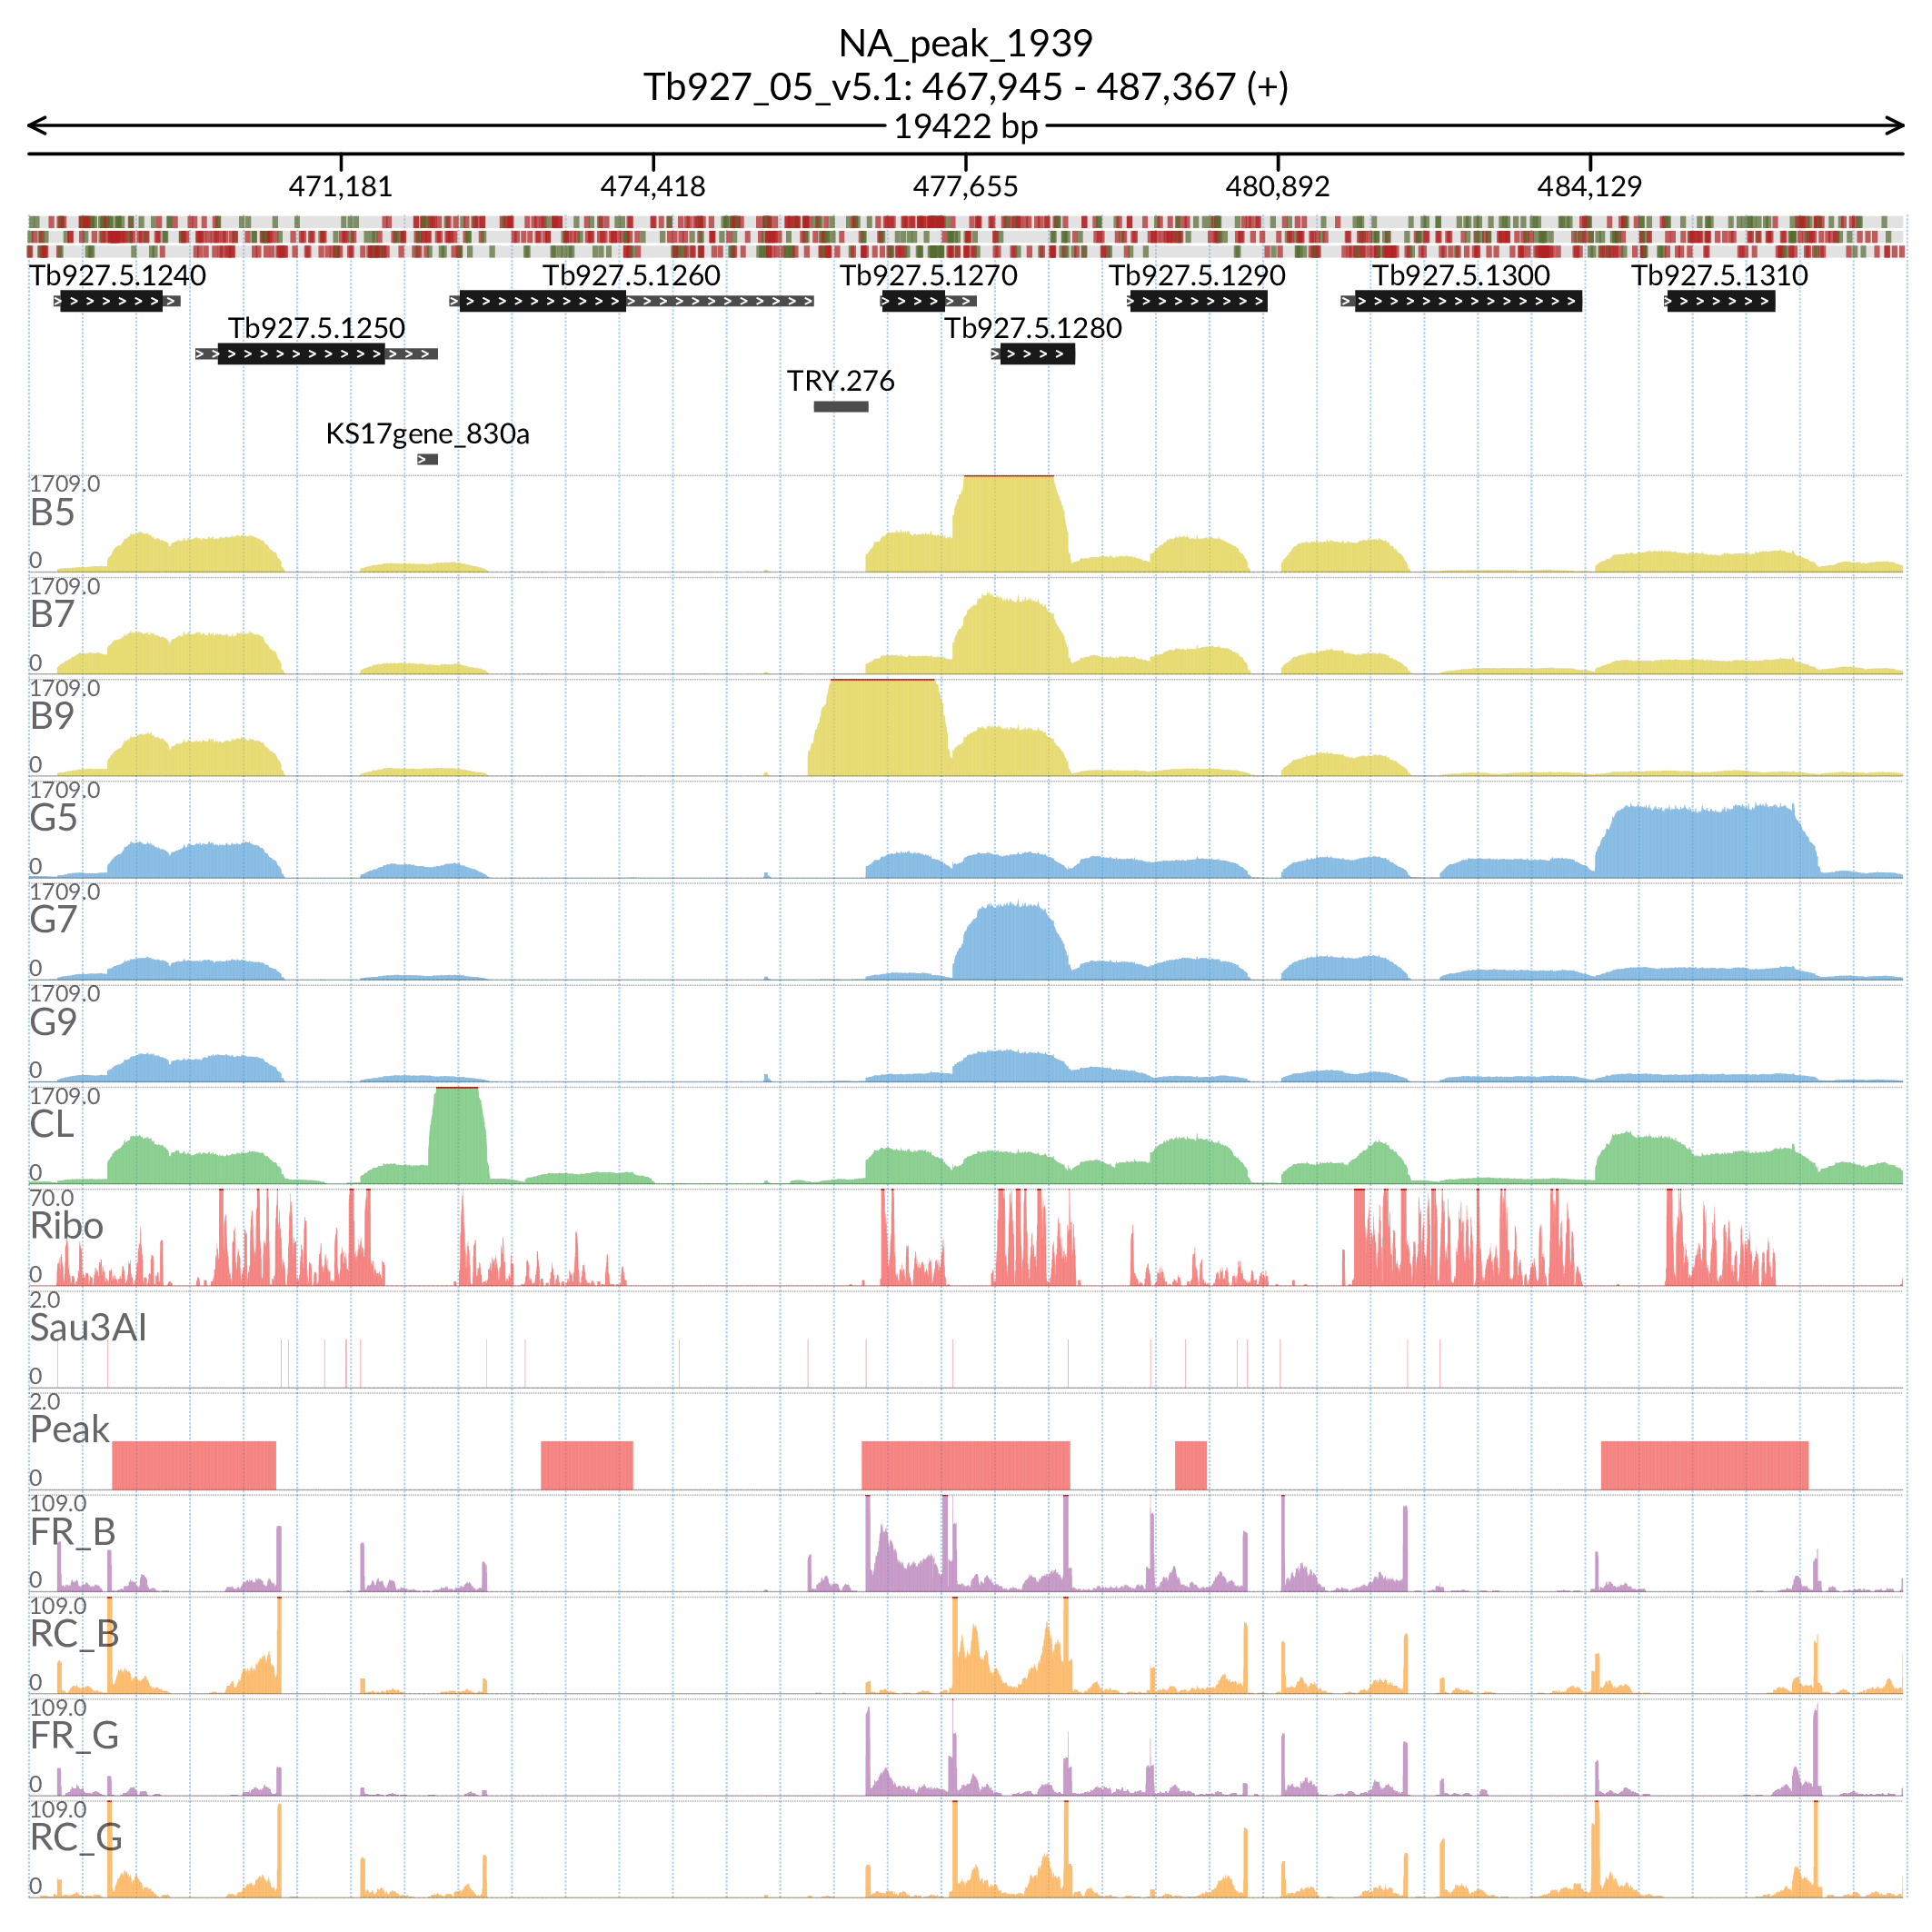 NA_peak_1939
Tb927_05_v5.1: 467,945 - 487,367 (+)
19422 bp
471,181 474,418 477,655 480,892 484,129
Tb927.5.1240 Tb927.5.1260 Tb927.5.1270 Tb927.5.1290 Tb927.5.1300 Tb927.5.1310
Tb927.5.1250 Tb927.5.1280
TRY.276
KS17gene_830a
1709.0
B5
0
1709.0
B7
0
1709.0
B9
0
1709.0
G5
0
1709.0
G7
0
1709.0
G9
0
1709.0
CL
0
70.0
Ribo
0
2.0
Sau3AI
0
2.0
Peak
0
109.0
FR_B
0
109.0
RC_B
0
109.0
FR_G
0
109.0
RC_G
0